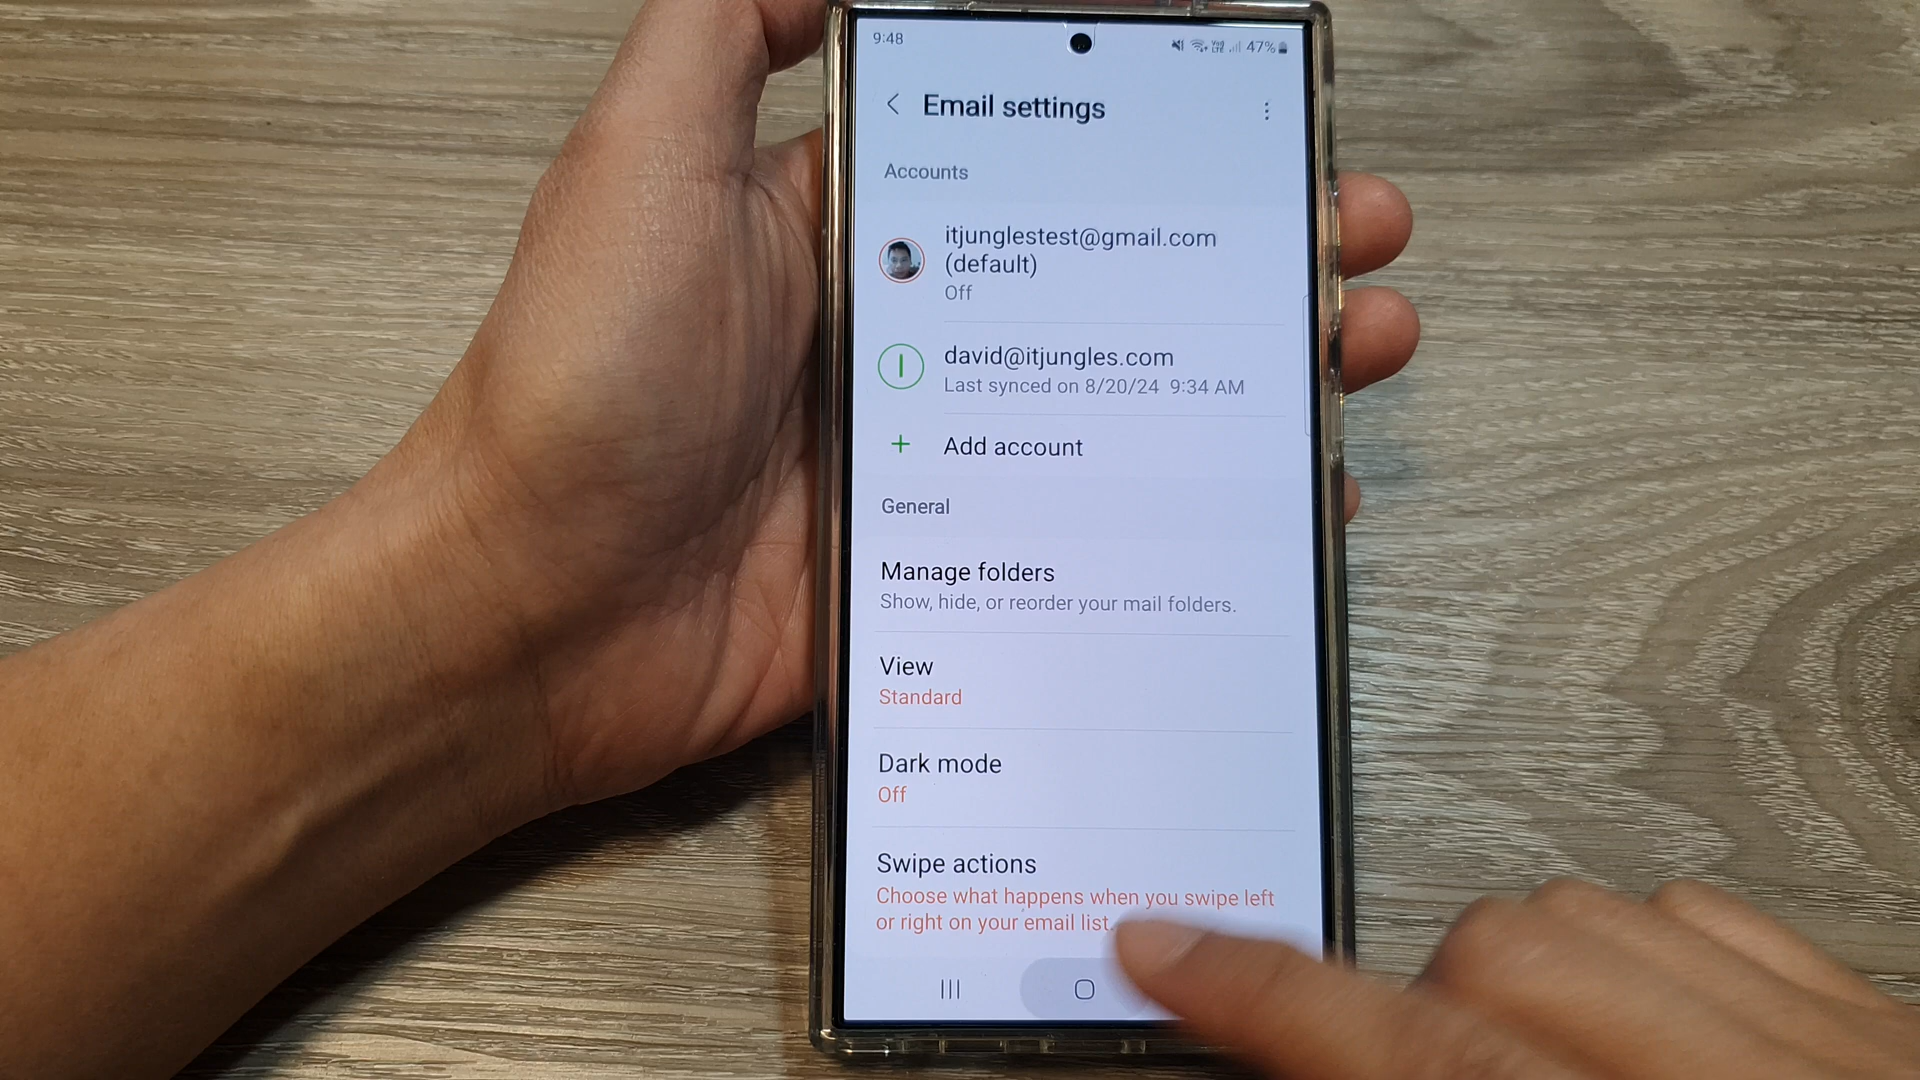 9:48
47%
Email settings
Accounts
itjunglestest@gmail.com
(default)
Off
I
david@itjungles.com
Last synced on 8/20/24 9:34 AM
+ Add account
General
Manage folders
Show, hide, or reorder your mail folders.
View
Standard
Dark mode
Off
Swipe actions
Choose what happens when you swipe left
or right on your email list.